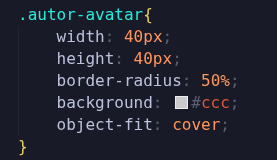 .autor-avatar{
    width: 40px;
    height: 40px;
    border-radius: 50%;
    background: #ccc;
    object-fit: cover;
}